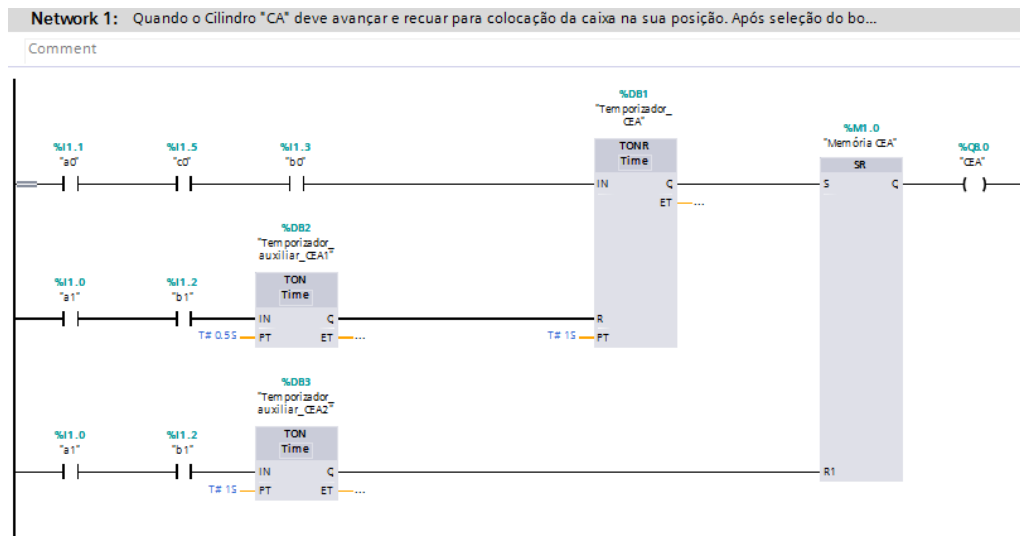 Network 1: Quando o Cilindro "CA" deve avançar e recuar para colocação da caixa na sua posição. Após seleção do bo...
Comment
%DB1
"Temporizador_
CEA"
%I1.1
"a0"
%I1.5
"c0"
%I1.3
"b0"
TONR
Time
IN Q
ET ...
%M1.0
"Memória CEA"
SR
S Q
%Q8.0
"CEA"
%DB2
"Temporizador_
auxiliar_CEA1"
%I1.0
"a1"
%I1.2
"b1"
TON
Time
IN Q
T# 0.5S PT ET ...
R
T# 1S PT
%DB3
"Temporizador_
auxiliar_CEA2"
%I1.0
"a1"
%I1.2
"b1"
TON
Time
IN Q
T# 1S PT ET ...
R1